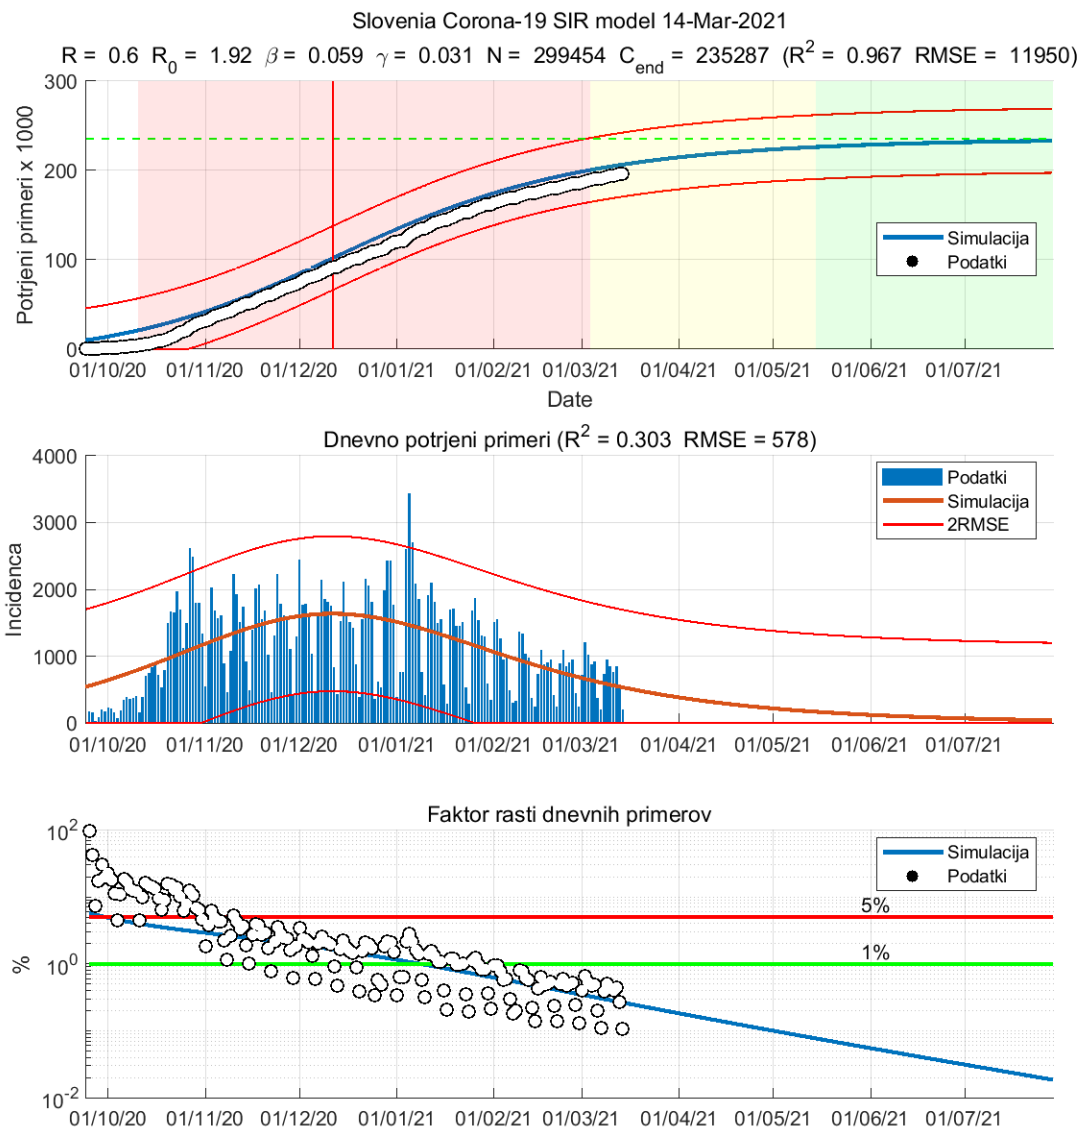 Slovenia Corona-19 SIR model 14-Mar-2021
R = 0.6 R0 = 1.92 β = 0.059 γ = 0.031 N = 299454 Cend = 235287 (R2 = 0.967 RMSE = 11950)
Potrjeni primeri x 1000
300
200
100
0
Simulacija
Podatki
01/10/20 01/11/20 01/12/20 01/01/21 01/02/21 01/03/21 01/04/21 01/05/21 01/06/21 01/07/21
Date
Dnevno potrjeni primeri (R2 = 0.303 RMSE = 578)
Incidenca
4000
3000
2000
1000
0
Podatki
Simulacija
2RMSE
01/10/20 01/11/20 01/12/20 01/01/21 01/02/21 01/03/21 01/04/21 01/05/21 01/06/21 01/07/21
Faktor rasti dnevnih primerov
%
10^2
10^0
10^-2
Simulacija
Podatki
5%
1%
01/10/20 01/11/20 01/12/20 01/01/21 01/02/21 01/03/21 01/04/21 01/05/21 01/06/21 01/07/21